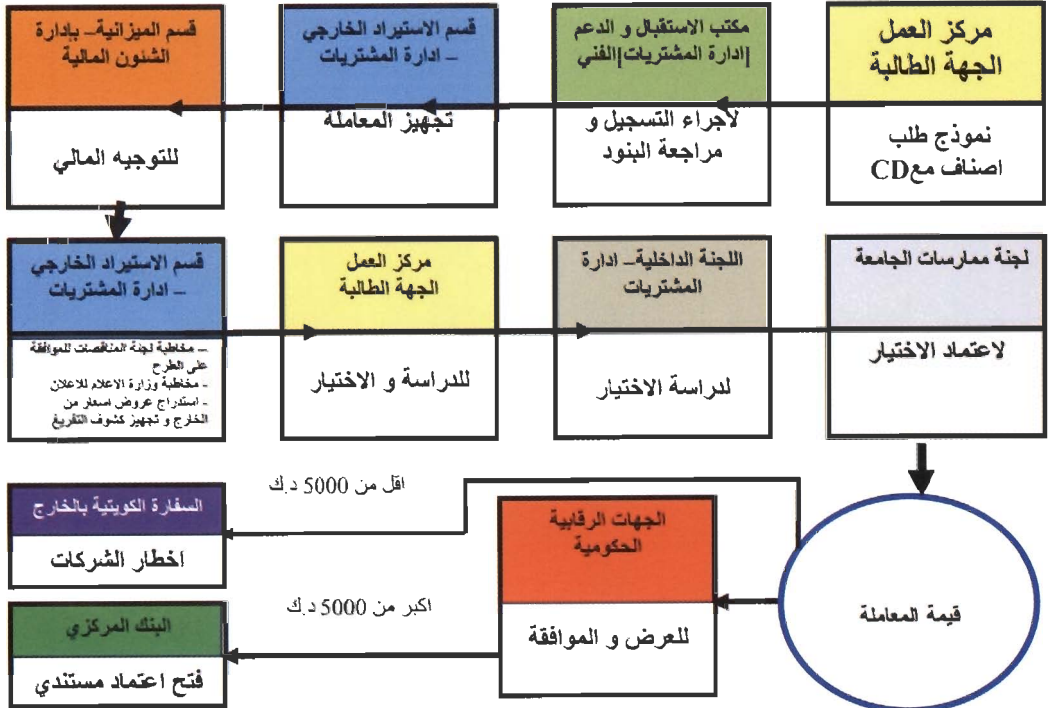 مركز العمل
الجهة الطالبة
نموذج طلب
اصناف معCD
مكتب الاستقبال و الدعم
الفني[ادارة المشتريات]
لاجراء التسجيل و
مراجعة البنود
قسم الاستيراد الخارجي
– ادارة المشتريات
تجهيز المعاملة
قسم الميزانية– بإدارة
الشئون المالية
للتوجيه المالي
قسم الاستيراد الخارجي
– ادارة المشتريات
– مخاطبة لجنة المناقصات للموافقة
على الطرح
- مخاطبة وزارة الاعلام للاعلان
- استدراج عروض اسعار من
الخارج و تجهيز كشوف التفريغ
مركز العمل
الجهة الطالبة
للدراسة و الاختيار
اللجنة الداخلية– ادارة
المشتريات
لدراسة الاختيار
لجنة ممارسات الجامعة
لاعتماد الاختيار
قيمة المعاملة
اقل من 5000 د.ك
السفارة الكويتية بالخارج
اخطار الشركات
الجهات الرقابية
الحكومية
للعرض و الموافقة
اكبر من 5000 د.ك
البنك المركزي
فتح اعتماد مستندي